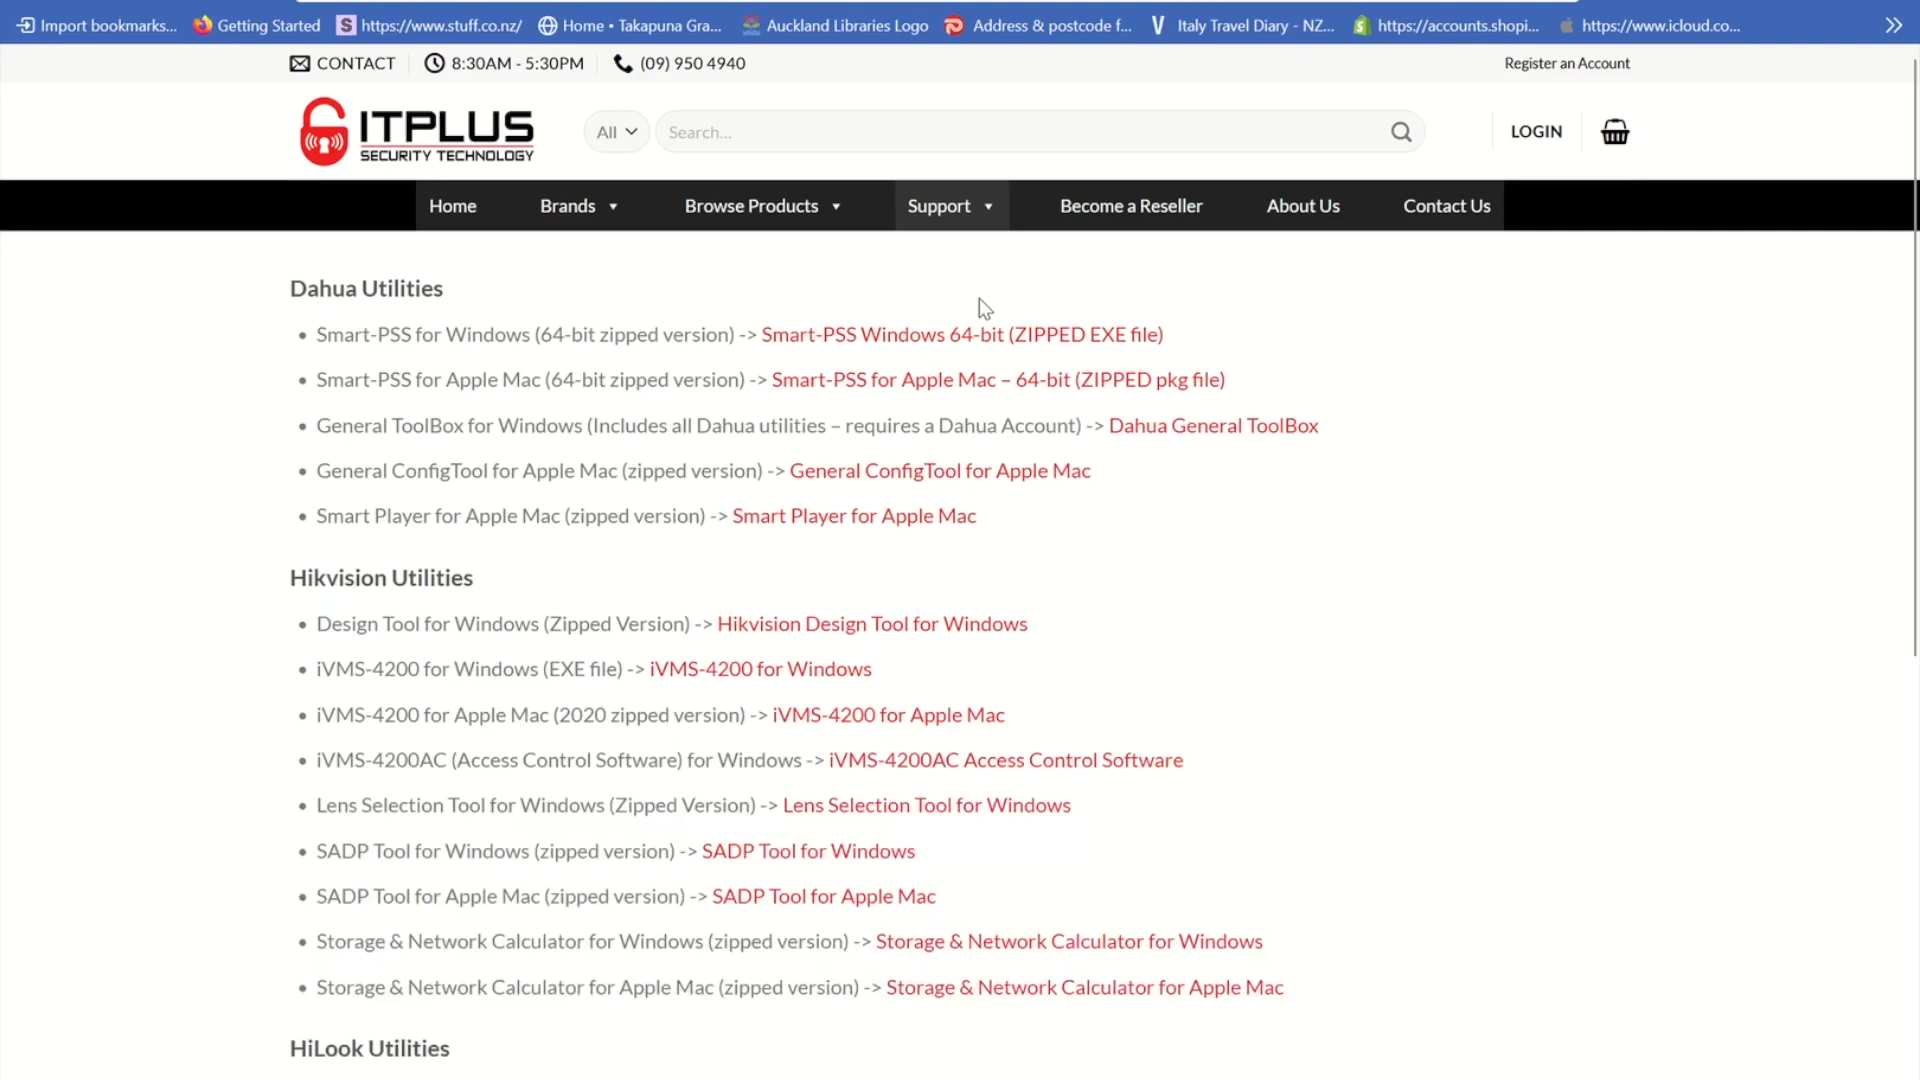 Import bookmarks... Getting Started https://www.stuff.co.nz/ Home • Takapuna Gra... Auckland Libraries Logo Address & postcode f... Italy Travel Diary - NZ... https://accounts.shopi... https://www.icloud.co...
CONTACT 8:30AM - 5:30PM (09) 950 4940 Register an Account
ITPLUS
SECURITY TECHNOLOGY
All Search... LOGIN
Home Brands Browse Products Support Become a Reseller About Us Contact Us
Dahua Utilities
• Smart-PSS for Windows (64-bit zipped version) -> Smart-PSS Windows 64-bit (ZIPPED EXE file)
• Smart-PSS for Apple Mac (64-bit zipped version) -> Smart-PSS for Apple Mac – 64-bit (ZIPPED pkg file)
• General ToolBox for Windows (Includes all Dahua utilities – requires a Dahua Account) -> Dahua General ToolBox
• General ConfigTool for Apple Mac (zipped version) -> General ConfigTool for Apple Mac
• Smart Player for Apple Mac (zipped version) -> Smart Player for Apple Mac
Hikvision Utilities
• Design Tool for Windows (Zipped Version) -> Hikvision Design Tool for Windows
• iVMS-4200 for Windows (EXE file) -> iVMS-4200 for Windows
• iVMS-4200 for Apple Mac (2020 zipped version) -> iVMS-4200 for Apple Mac
• iVMS-4200AC (Access Control Software) for Windows -> iVMS-4200AC Access Control Software
• Lens Selection Tool for Windows (Zipped Version) -> Lens Selection Tool for Windows
• SADP Tool for Windows (zipped version) -> SADP Tool for Windows
• SADP Tool for Apple Mac (zipped version) -> SADP Tool for Apple Mac
• Storage & Network Calculator for Windows (zipped version) -> Storage & Network Calculator for Windows
• Storage & Network Calculator for Apple Mac (zipped version) -> Storage & Network Calculator for Apple Mac
HiLook Utilities